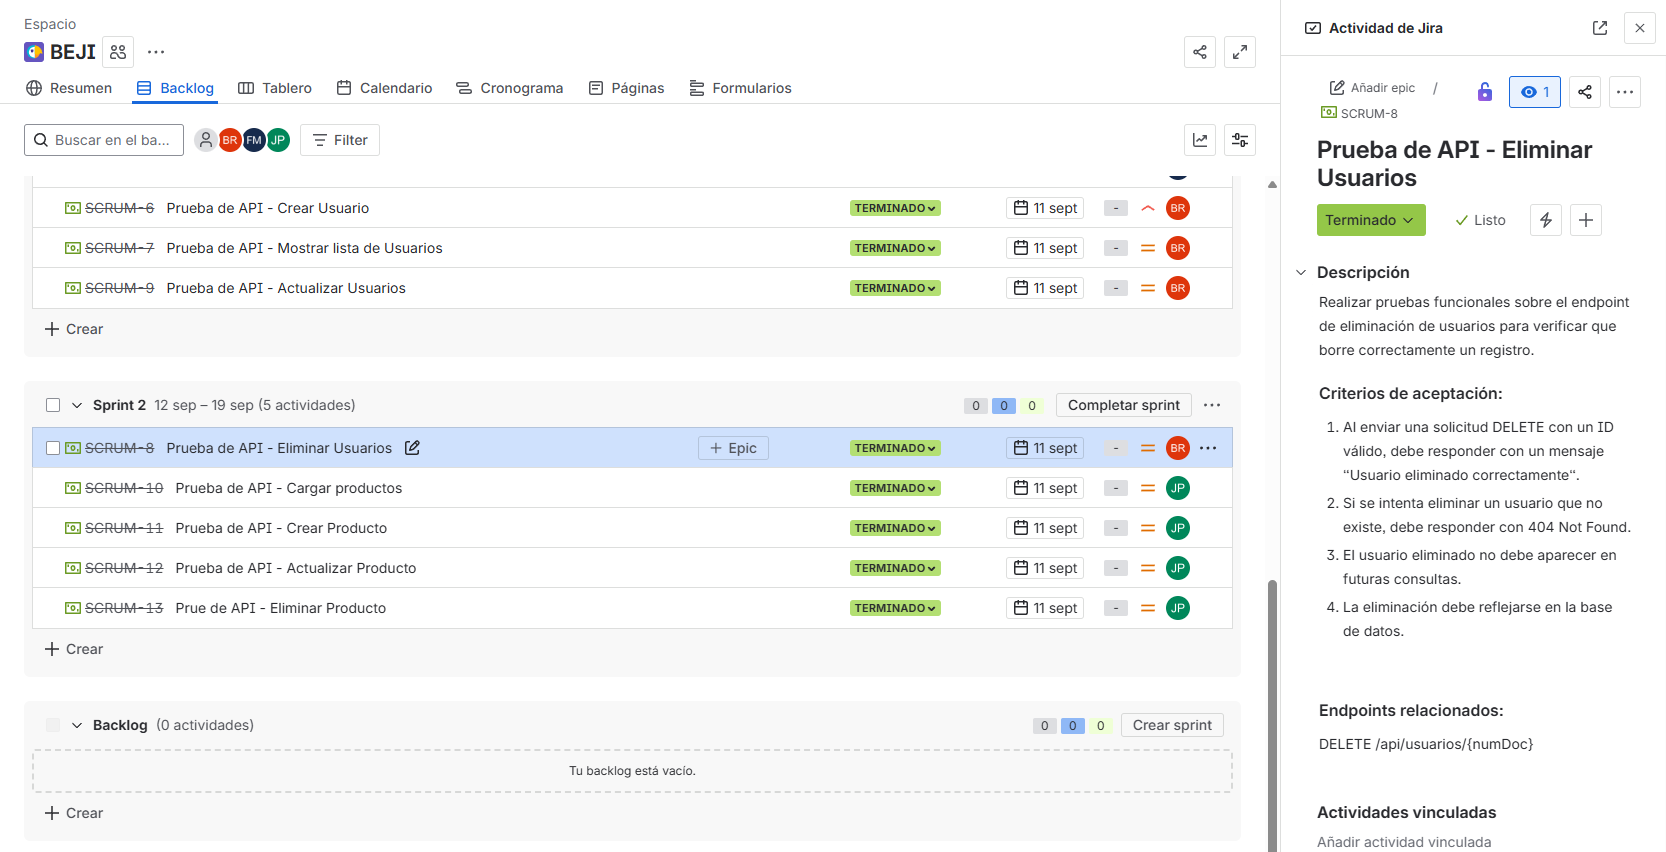 Espacio
BEJI
Resumen
Backlog
Tablero
Calendario
Cronograma
Páginas
Formularios
Buscar en el ba...
BR
FM
JP
Filter
SCRUM-6 Prueba de API - Crear Usuario TERMINADO 11 sept - BR
SCRUM-7 Prueba de API - Mostrar lista de Usuarios TERMINADO 11 sept - BR
SCRUM-9 Prueba de API - Actualizar Usuarios TERMINADO 11 sept - BR
Crear
Sprint 2 12 sep – 19 sep (5 actividades) 0 0 0 Completar sprint
SCRUM-8 Prueba de API - Eliminar Usuarios Epic TERMINADO 11 sept - BR
SCRUM-10 Prueba de API - Cargar productos TERMINADO 11 sept - JP
SCRUM-11 Prueba de API - Crear Producto TERMINADO 11 sept - JP
SCRUM-12 Prueba de API - Actualizar Producto TERMINADO 11 sept - JP
SCRUM-13 Prue de API - Eliminar Producto TERMINADO 11 sept - JP
Crear
Backlog (0 actividades) 0 0 0 Crear sprint
Tu backlog está vacío.
Crear
Actividad de Jira
Añadir epic /
SCRUM-8
1
Prueba de API - Eliminar
Usuarios
Terminado
Listo
Descripción
Realizar pruebas funcionales sobre el endpoint
de eliminación de usuarios para verificar que
borre correctamente un registro.
Criterios de aceptación:
1. Al enviar una solicitud DELETE con un ID
válido, debe responder con un mensaje
“Usuario eliminado correctamente“.
2. Si se intenta eliminar un usuario que no
existe, debe responder con 404 Not Found.
3. El usuario eliminado no debe aparecer en
futuras consultas.
4. La eliminación debe reflejarse en la base
de datos.
Endpoints relacionados:
DELETE /api/usuarios/{numDoc}
Actividades vinculadas
Añadir actividad vinculada